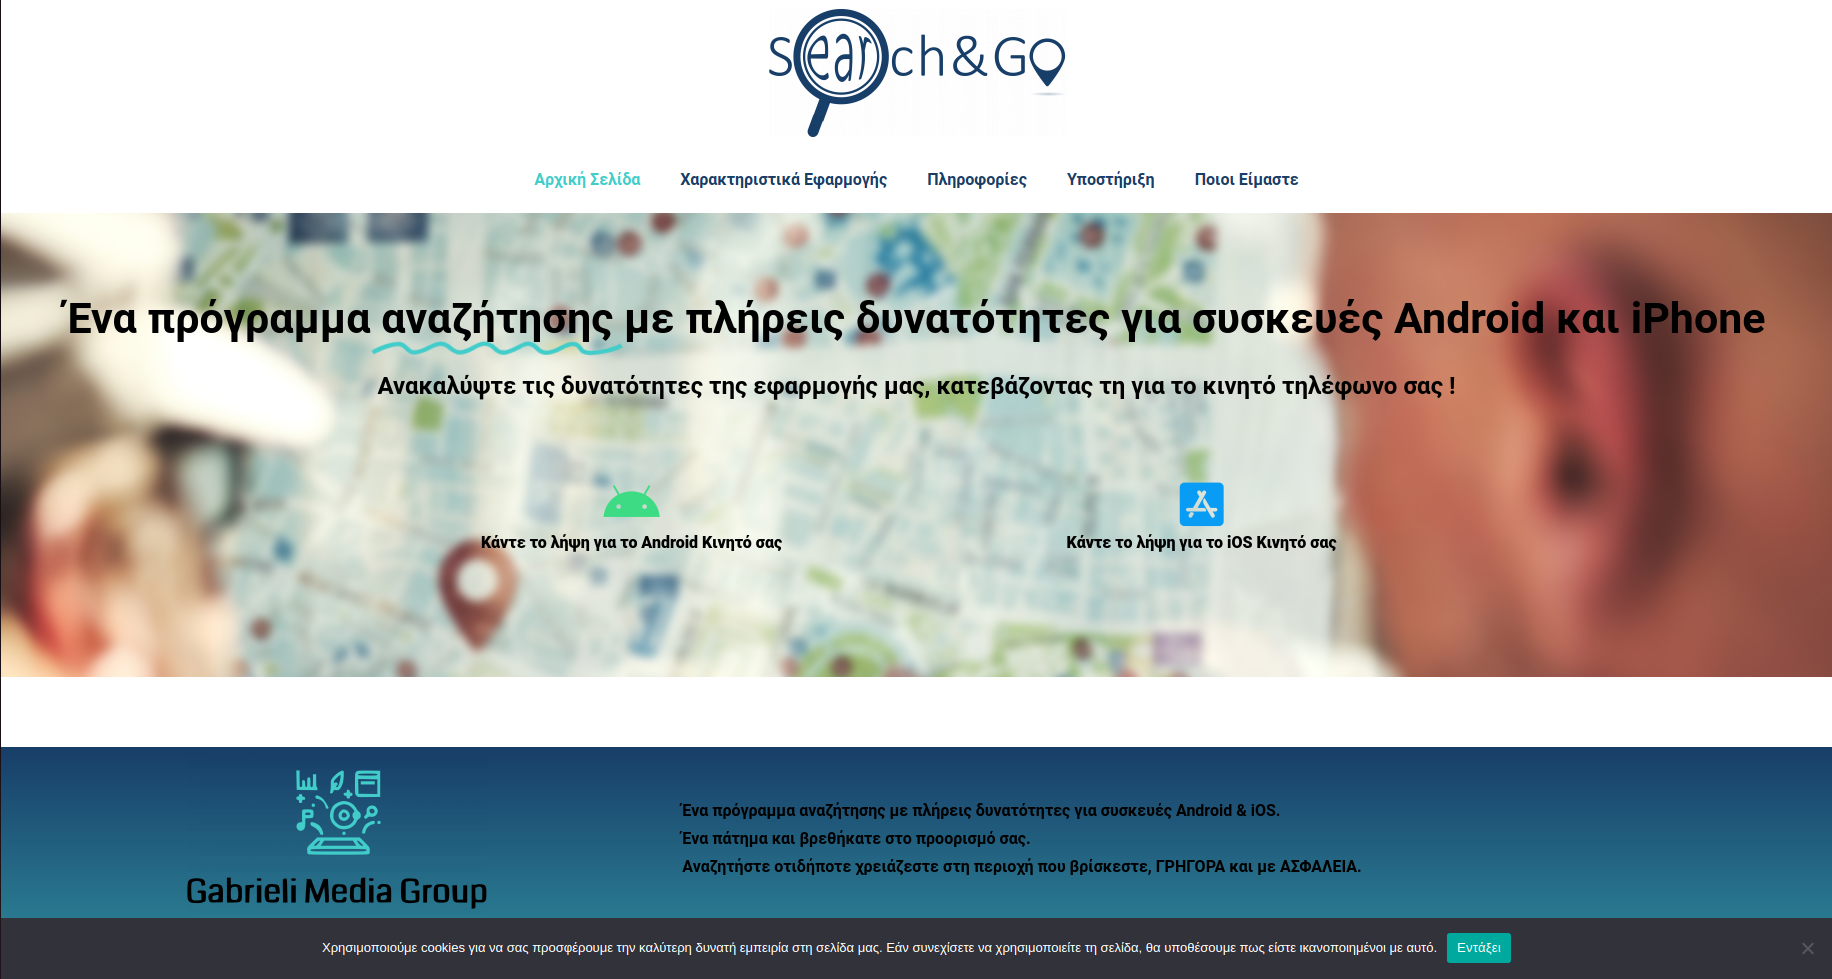 Search&Go
Αρχική Σελίδα Χαρακτηριστικά Εφαρμογής Πληροφορίες Υποστήριξη Ποιοι Είμαστε
Ένα πρόγραμμα αναζήτησης με πλήρεις δυνατότητες για συσκευές Android και iPhone
Ανακαλύψτε τις δυνατότητες της εφαρμογής μας, κατεβάζοντας τη για το κινητό τηλέφωνο σας !
Κάντε το λήψη για το Android Κινητό σας
Κάντε το λήψη για το iOS Κινητό σας
Gabrieli Media Group
Ένα πρόγραμμα αναζήτησης με πλήρεις δυνατότητες για συσκευές Android & iOS.
Ένα πάτημα και βρεθήκατε στο προορισμό σας.
Αναζητήστε οτιδήποτε χρειάζεστε στη περιοχή που βρίσκεστε, ΓΡΗΓΟΡΑ και με ΑΣΦΑΛΕΙΑ.
Χρησιμοποιούμε cookies για να σας προσφέρουμε την καλύτερη δυνατή εμπειρία στη σελίδα μας. Εάν συνεχίσετε να χρησιμοποιείτε τη σελίδα, θα υποθέσουμε πως είστε ικανοποιημένοι με αυτό. Εντάξει